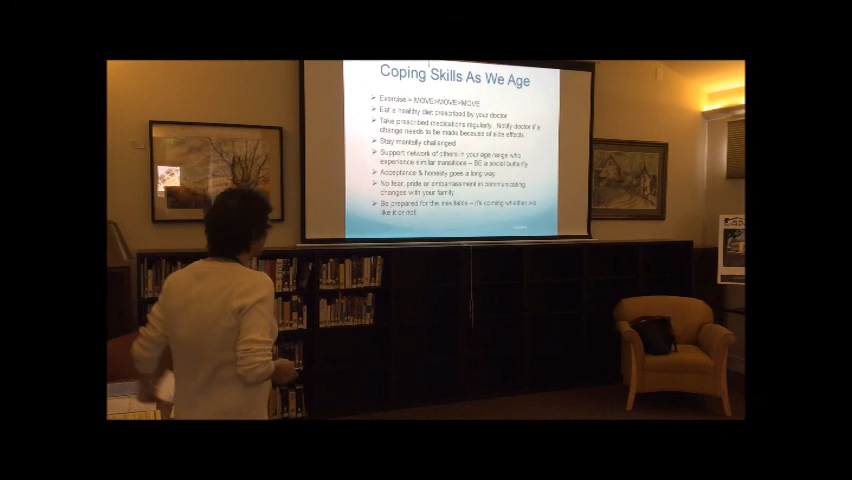 Coping Skills As We Age
➢ Exercise = MOVE>MOVE>MOVE
➢ Eat a healthy diet prescribed by your doctor
➢ Take prescribed medications regularly. Notify doctor if a
change needs to be made because of side effects
➢ Stay mentally challenged
➢ Support network of others in your age range who
experience similar transitions – BE a social butterfly
➢ Acceptance & honesty goes a long way
➢ No fear, pride or embarrassment in communicating
changes with your family
➢ Be prepared for the inevitable – it's coming whether we
like it or not!